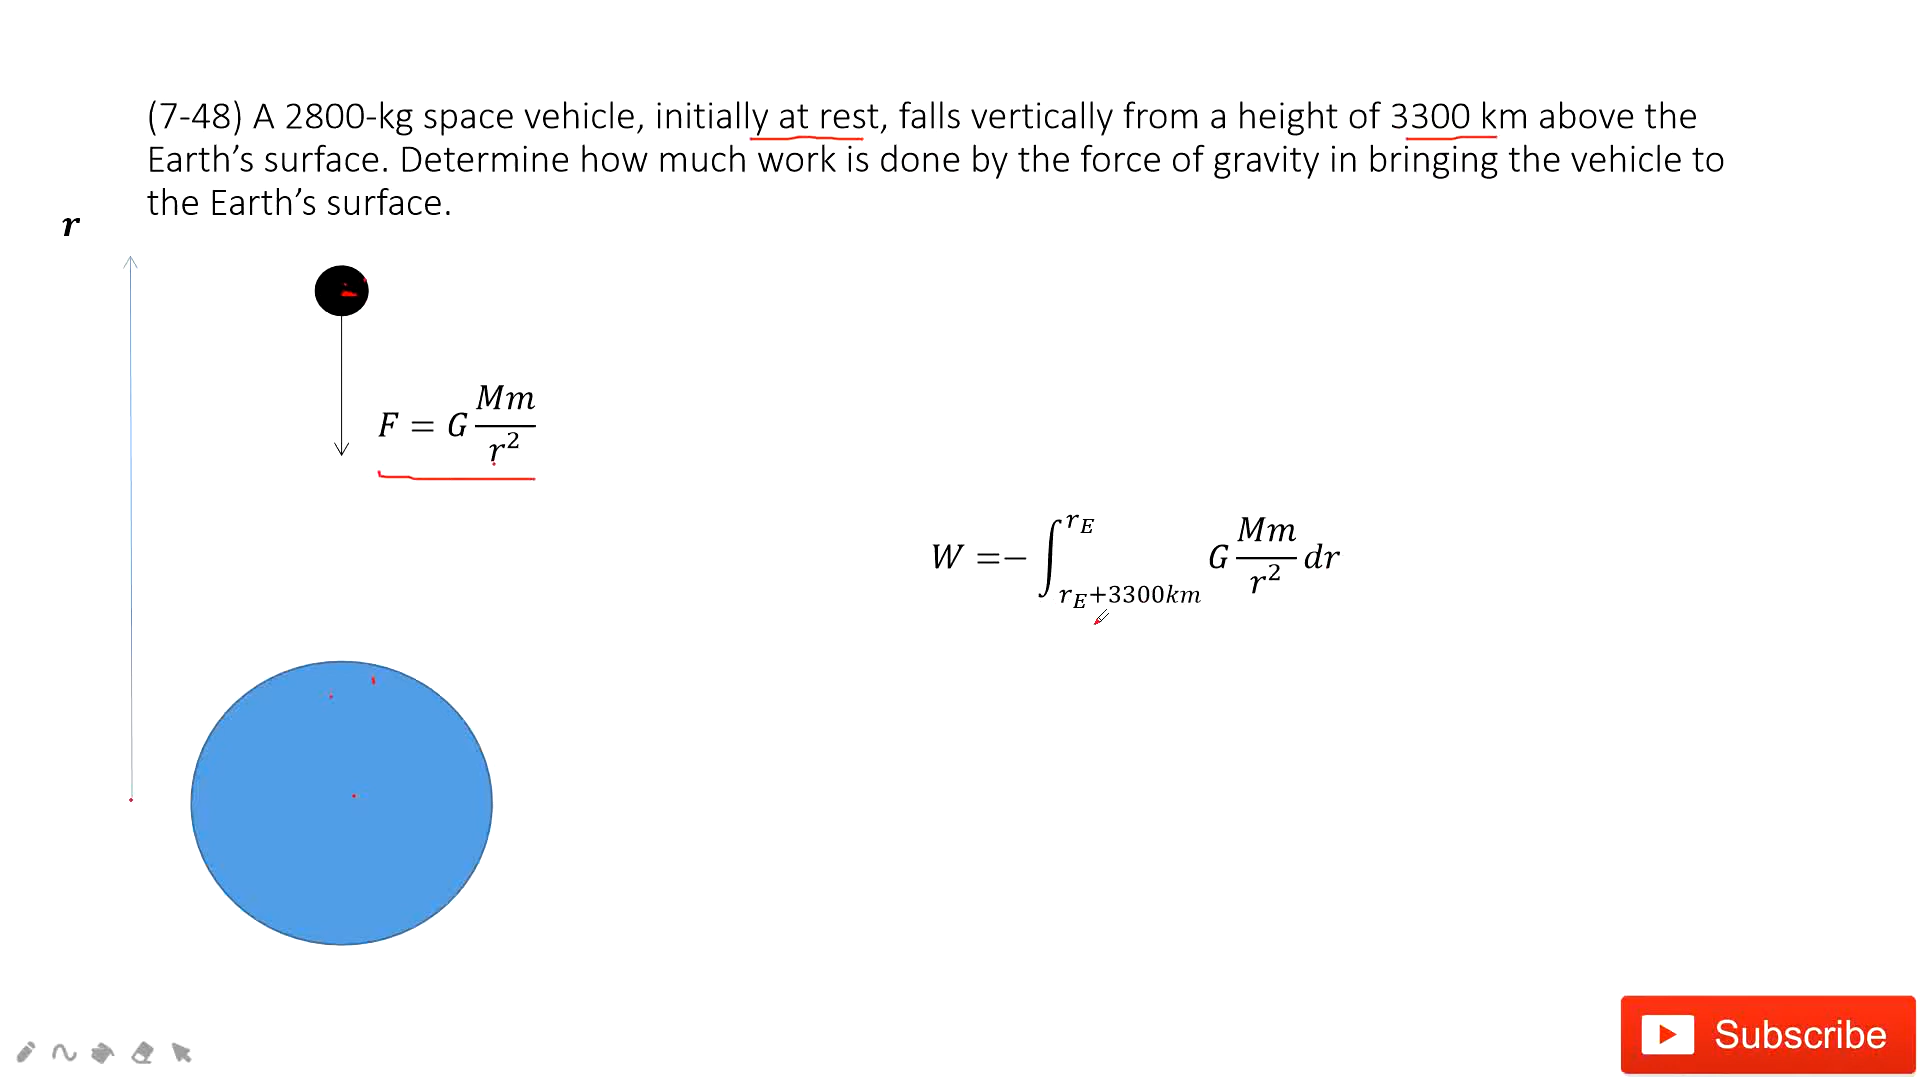 (7-48) A 2800-kg space vehicle, initially at rest, falls vertically from a height of 3300 km above the
Earth’s surface. Determine how much work is done by the force of gravity in bringing the vehicle to
the Earth’s surface.
r
F = G Mm/r²
W =− ∫_{r_E+3300km}^{r_E} G Mm/r² dr
Subscribe